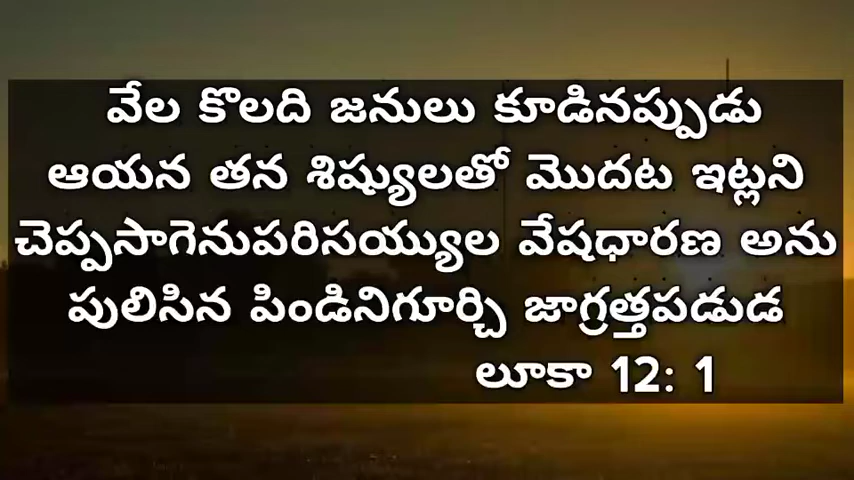 వేల కొలది జనులు కూడినప్పుడు
ఆయన తన శిష్యులతో మొదట ఇట్లని
చెప్పసాగెనుపరిసయ్యుల వేషధారణ అను
పులిసిన పిండినిగూర్చి జాగ్రత్తపడుడ
లూకా 12: 1